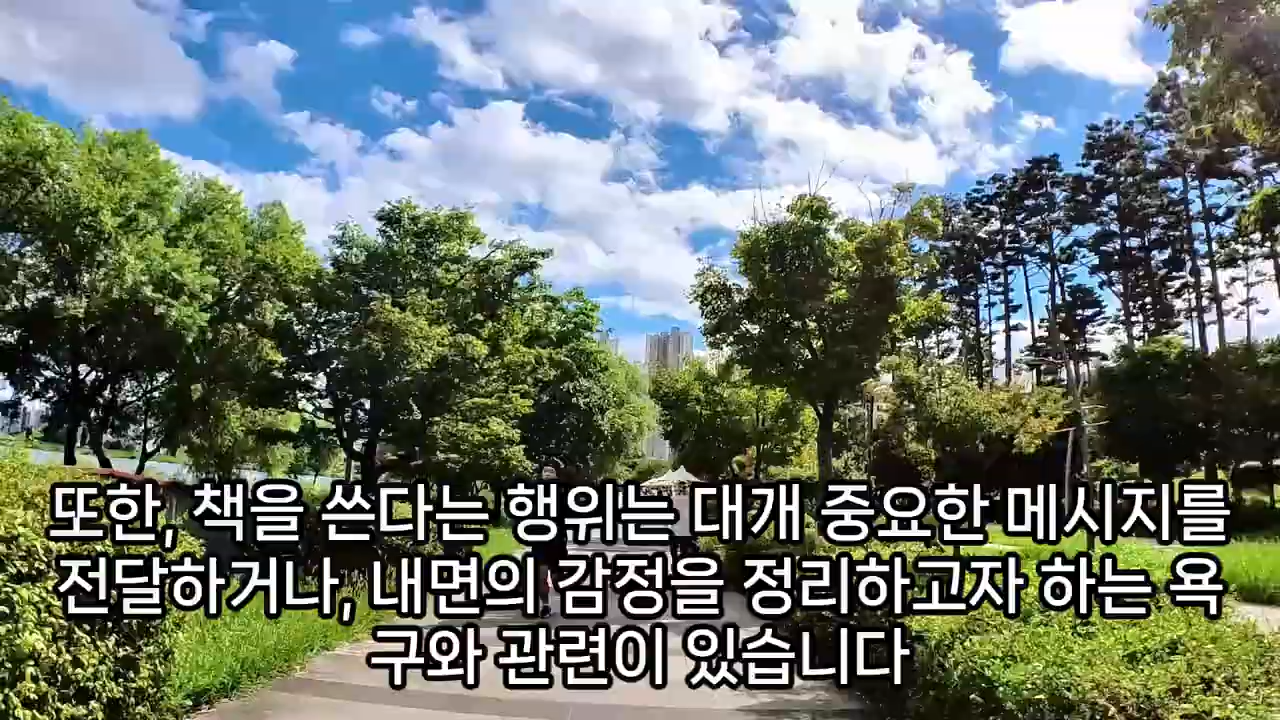 또한, 책을 쓴다는 행위는 대개 중요한 메시지를
전달하거나, 내면의 감정을 정리하고자 하는 욕
구와 관련이 있습니다